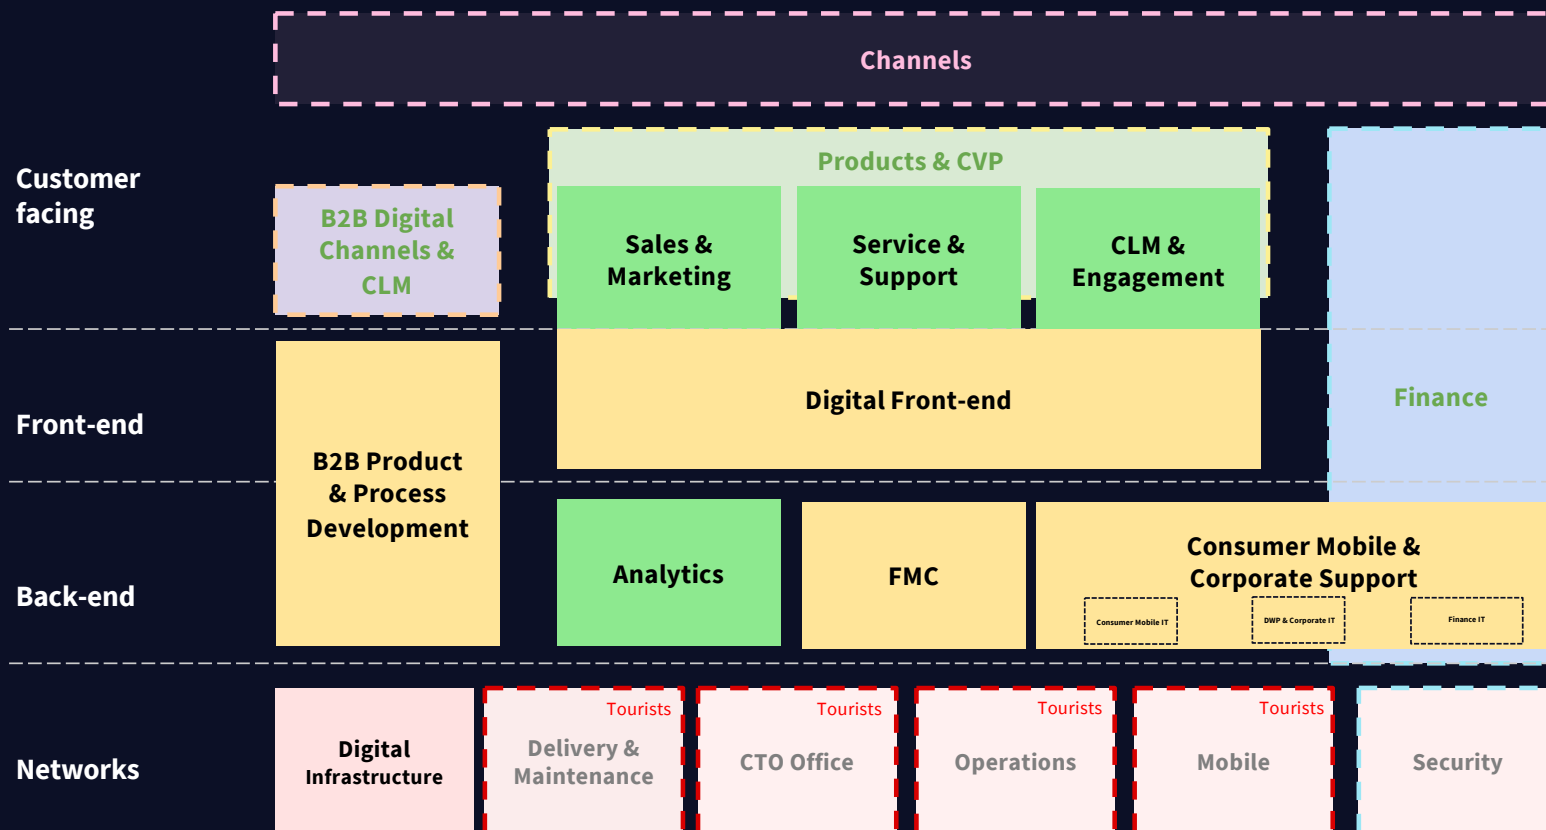 Channels
Customer
facing
Products & CVP
B2B Digital
Channels &
CLM
Sales &
Marketing
Service &
Support
CLM &
Engagement
Front-end
Digital Front-end
Finance
B2B Product
& Process
Development
Back-end
Analytics
FMC
Consumer Mobile &
Corporate Support
Consumer Mobile IT
DWP & Corporate IT
Finance IT
Networks
Digital
Infrastructure
Tourists
Delivery &
Maintenance
Tourists
CTO Office
Tourists
Operations
Tourists
Mobile
Security